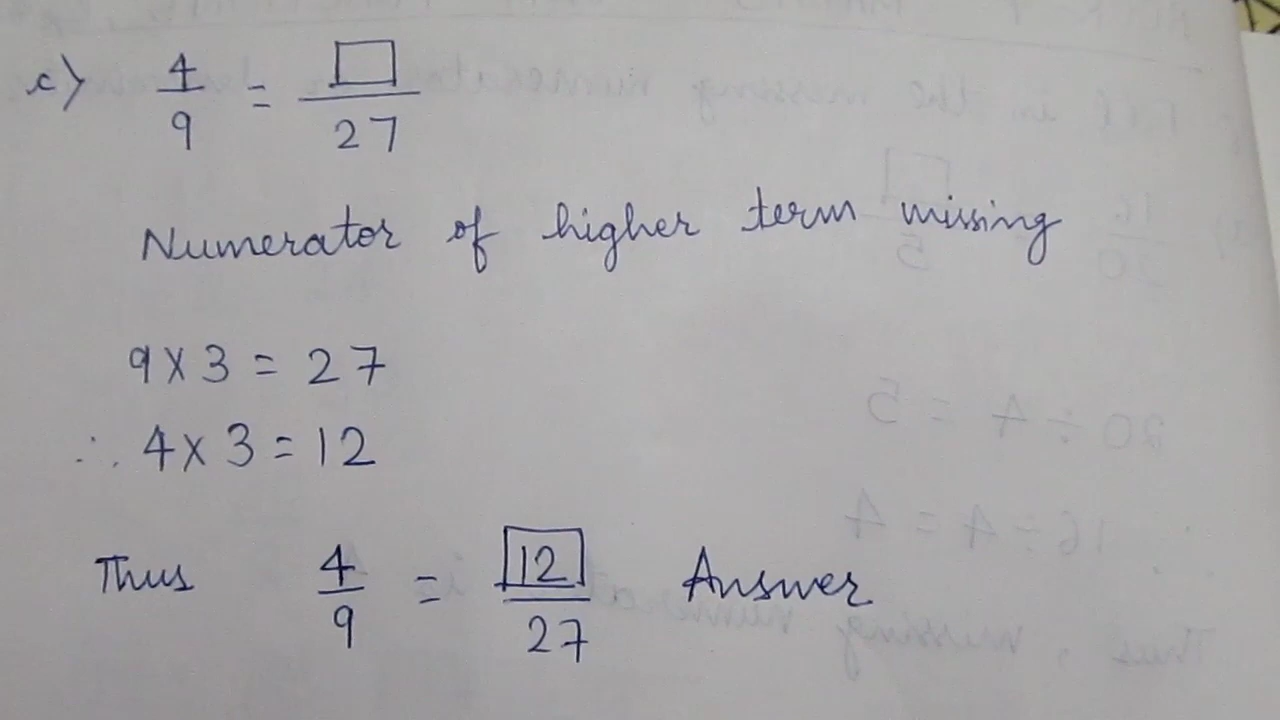 c) 4/9 = □/27
Numerator of higher term missing
9 × 3 = 27
∴ 4 × 3 = 12
Thus 4/9 = 12/27 Answer